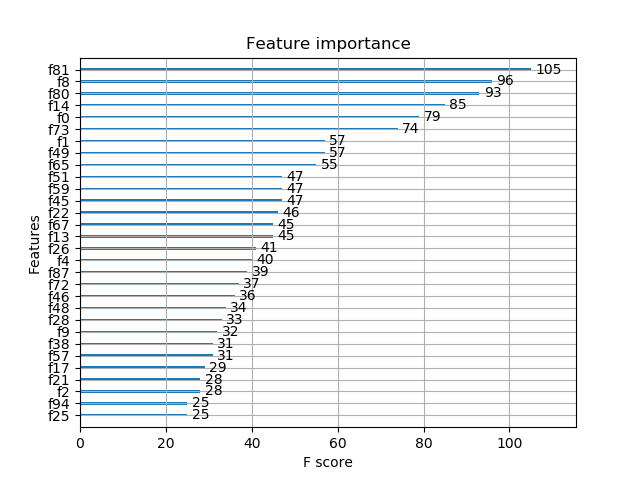 Feature importance
f81 105
f8 96
f80 93
f14 85
f0 79
f73 74
f1 57
f49 57
f65 55
f51 47
f59 47
f45 47
f22 46
f67 45
f13 45
f26 41
f4 40
f87 39
f72 37
f46 36
f48 34
f28 33
f9 32
f38 31
f57 31
f17 29
f21 28
f2 28
f94 25
f25 25
Features
0 20 40 60 80 100
F score